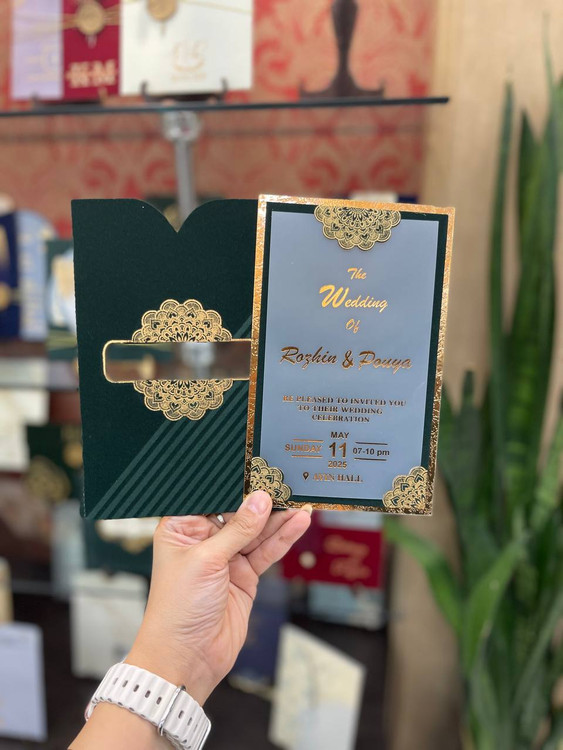 The
Wedding
Of
Rozhin & Pouya
BE PLEASED TO INVITED YOU
TO THEIR WEDDING
CELEBRATION
MAY
SUNDAY 11 07-10 pm
2025
HALL